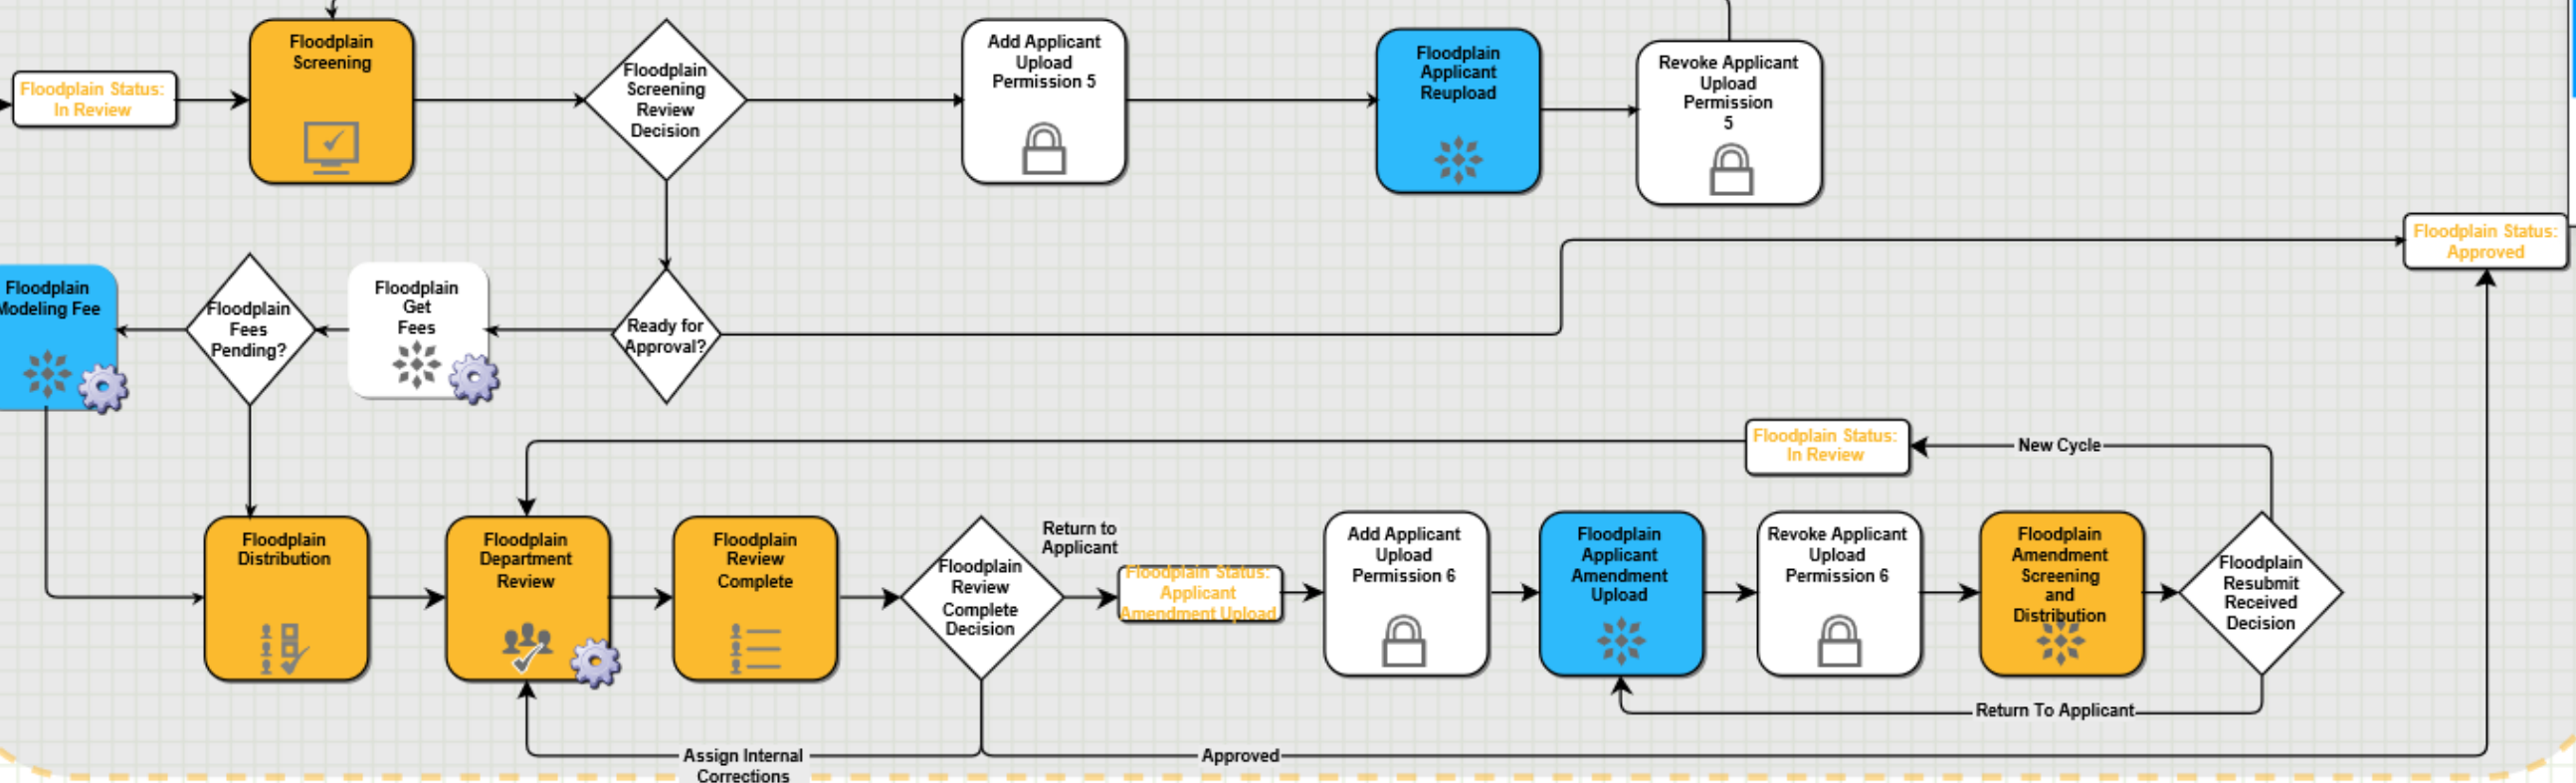 Floodplain
Screening
Floodplain Status:
In Review
Floodplain
Screening
Review
Decision
Add Applicant
Upload
Permission 5
Floodplain
Applicant
Reupload
Revoke Applicant
Upload
Permission
5
Floodplain Status:
Approved
Floodplain
Modeling Fee
Floodplain
Fees
Pending?
Floodplain
Get
Fees
Ready for
Approval?
Floodplain Status:
In Review
New Cycle
Floodplain
Distribution
Floodplain
Department
Review
Floodplain
Review
Complete
Floodplain
Review
Complete
Decision
Return to
Applicant
Floodplain Status:
Applicant
Amendment Upload
Add Applicant
Upload
Permission 6
Floodplain
Applicant
Amendment
Upload
Revoke Applicant
Upload
Permission 6
Floodplain
Amendment
Screening
and
Distribution
Floodplain
Resubmit
Received
Decision
Return To Applicant
Assign Internal
Corrections
Approved